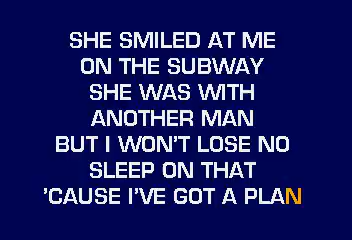 SHE SMILED AT ME
ON THE SUBWAY
SHE WAS WITH
ANOTHER MAN
BUT I WON'T LOSE NO
SLEEP ON THAT
'CAUSE I'VE GOT A PLAN